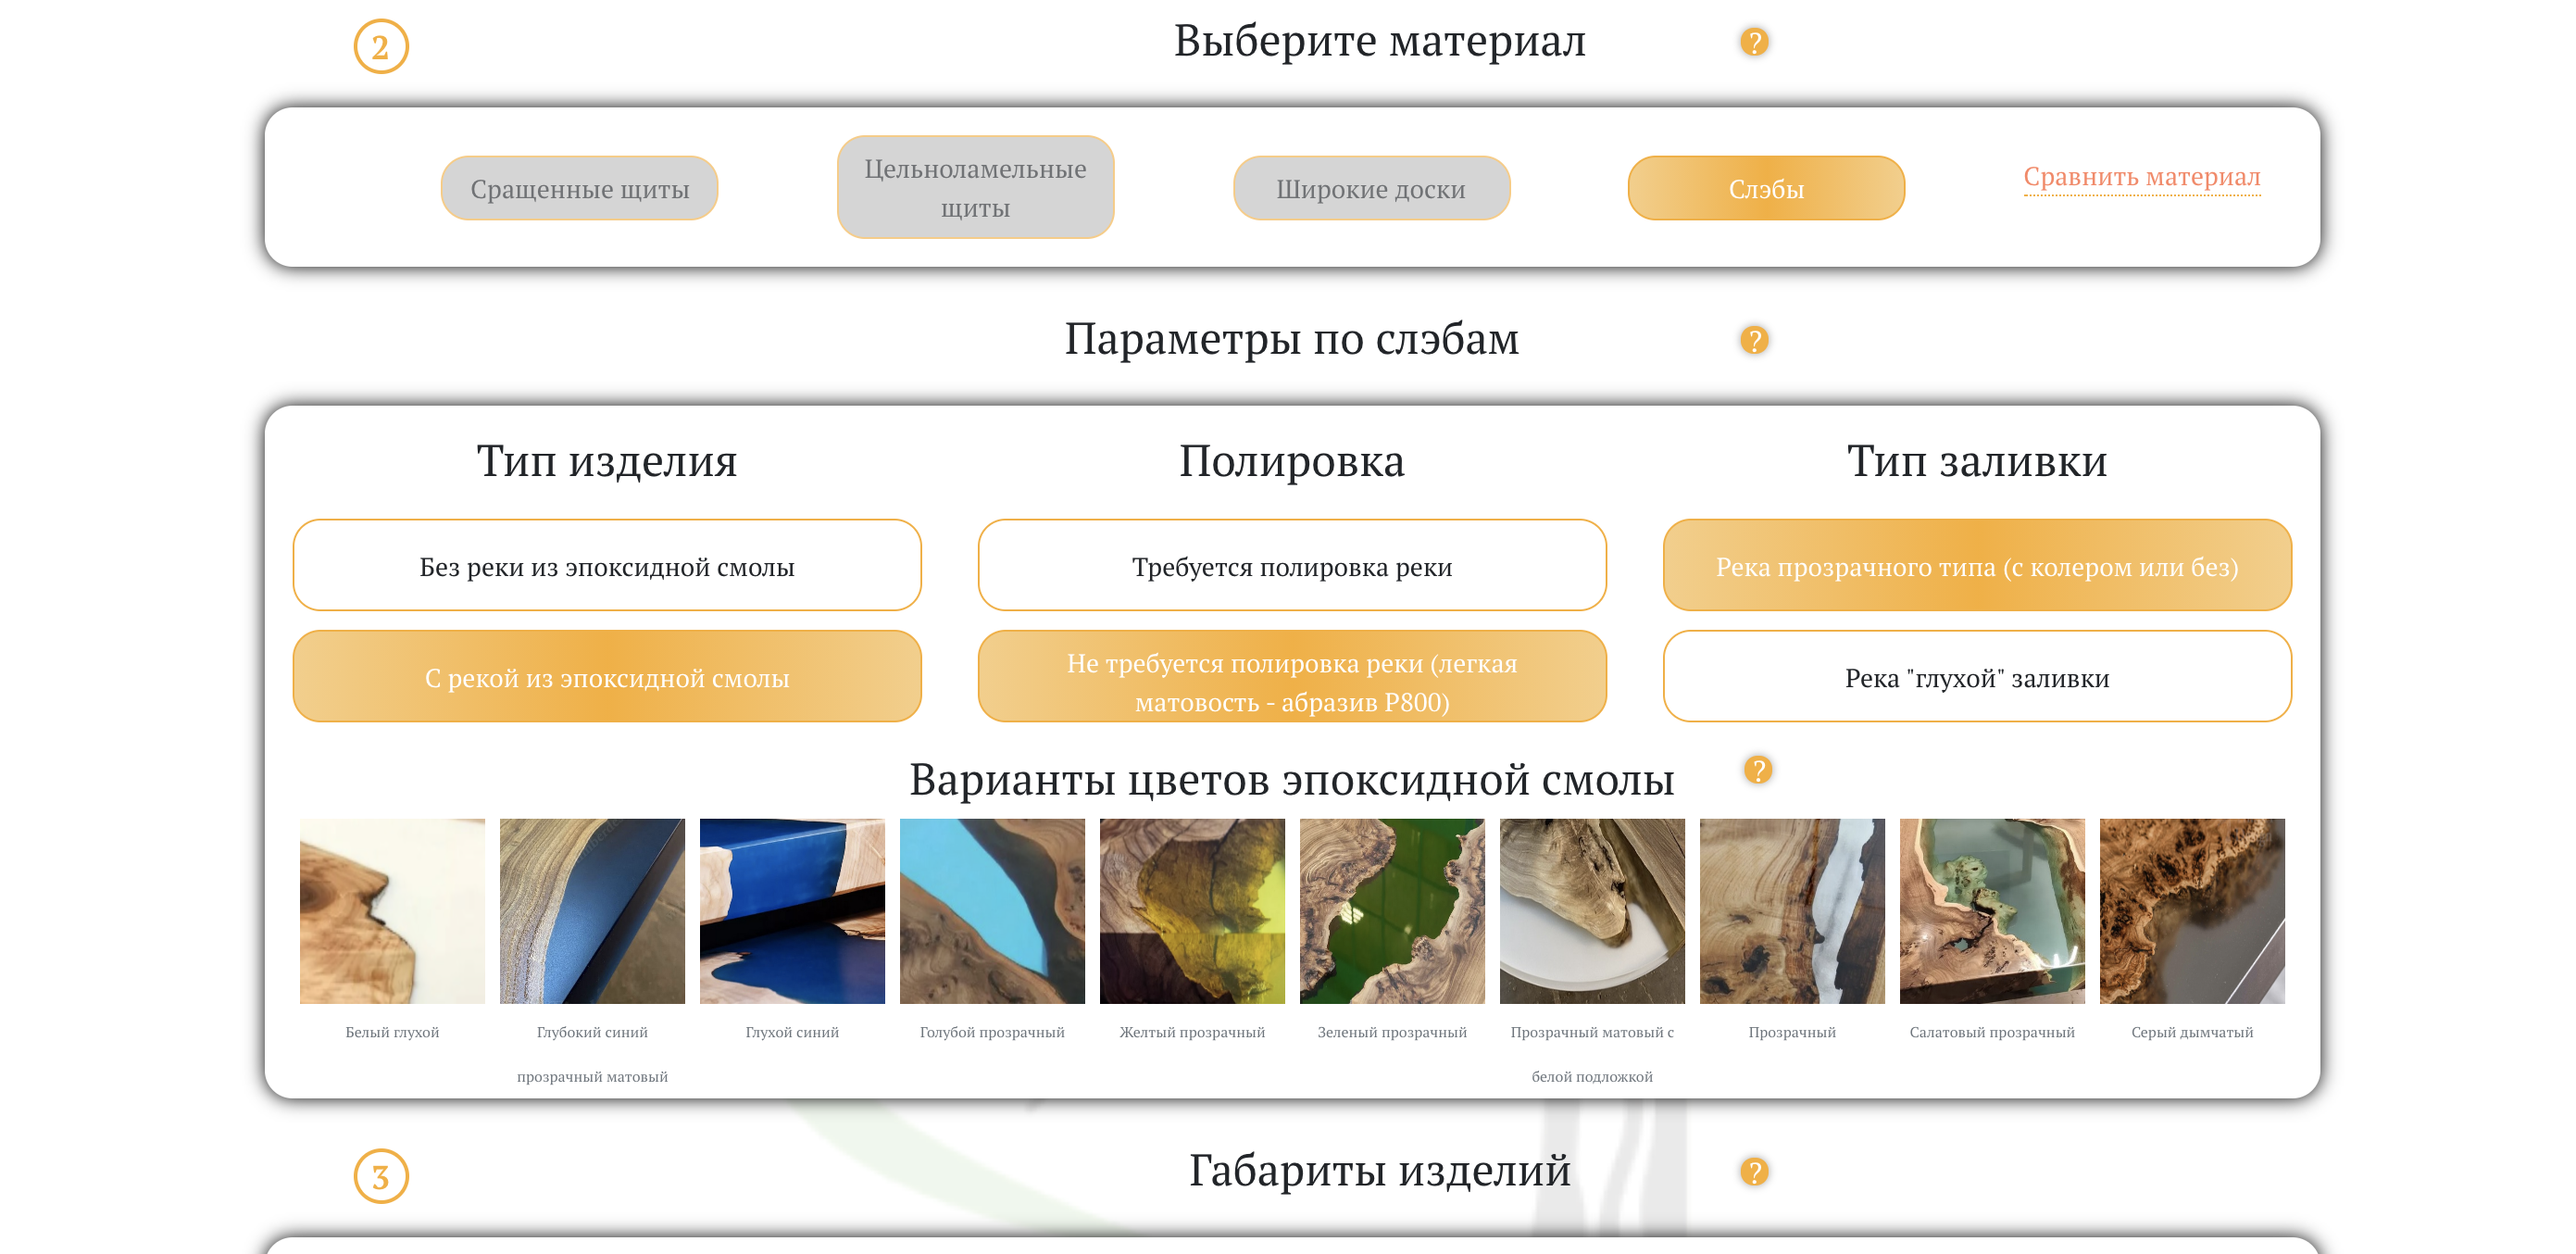 2
Выберите материал
?
Сращенные щиты
Цельноламельные
щиты
Широкие доски
Слэбы
Сравнить материал
Параметры по слэбам
?
Тип изделия
Полировка
Тип заливки
Без реки из эпоксидной смолы
Требуется полировка реки
Река прозрачного типа (с колером или без)
С рекой из эпоксидной смолы
Не требуется полировка реки (легкая
матовость - абразив P800)
Река "глухой" заливки
Варианты цветов эпоксидной смолы
?
Белый глухой
Глубокий синий
прозрачный матовый
Глухой синий
Голубой прозрачный
Желтый прозрачный
Зеленый прозрачный
Прозрачный матовый с
белой подложкой
Прозрачный
Салатовый прозрачный
Серый дымчатый
3
Габариты изделий
?